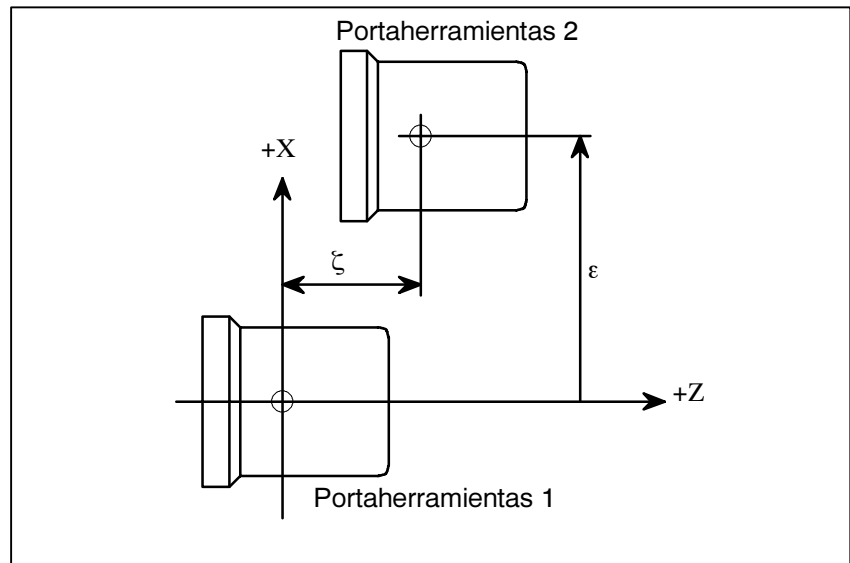 Portaherramientas 2
+X
ζ
ε
+Z
Portaherramientas 1